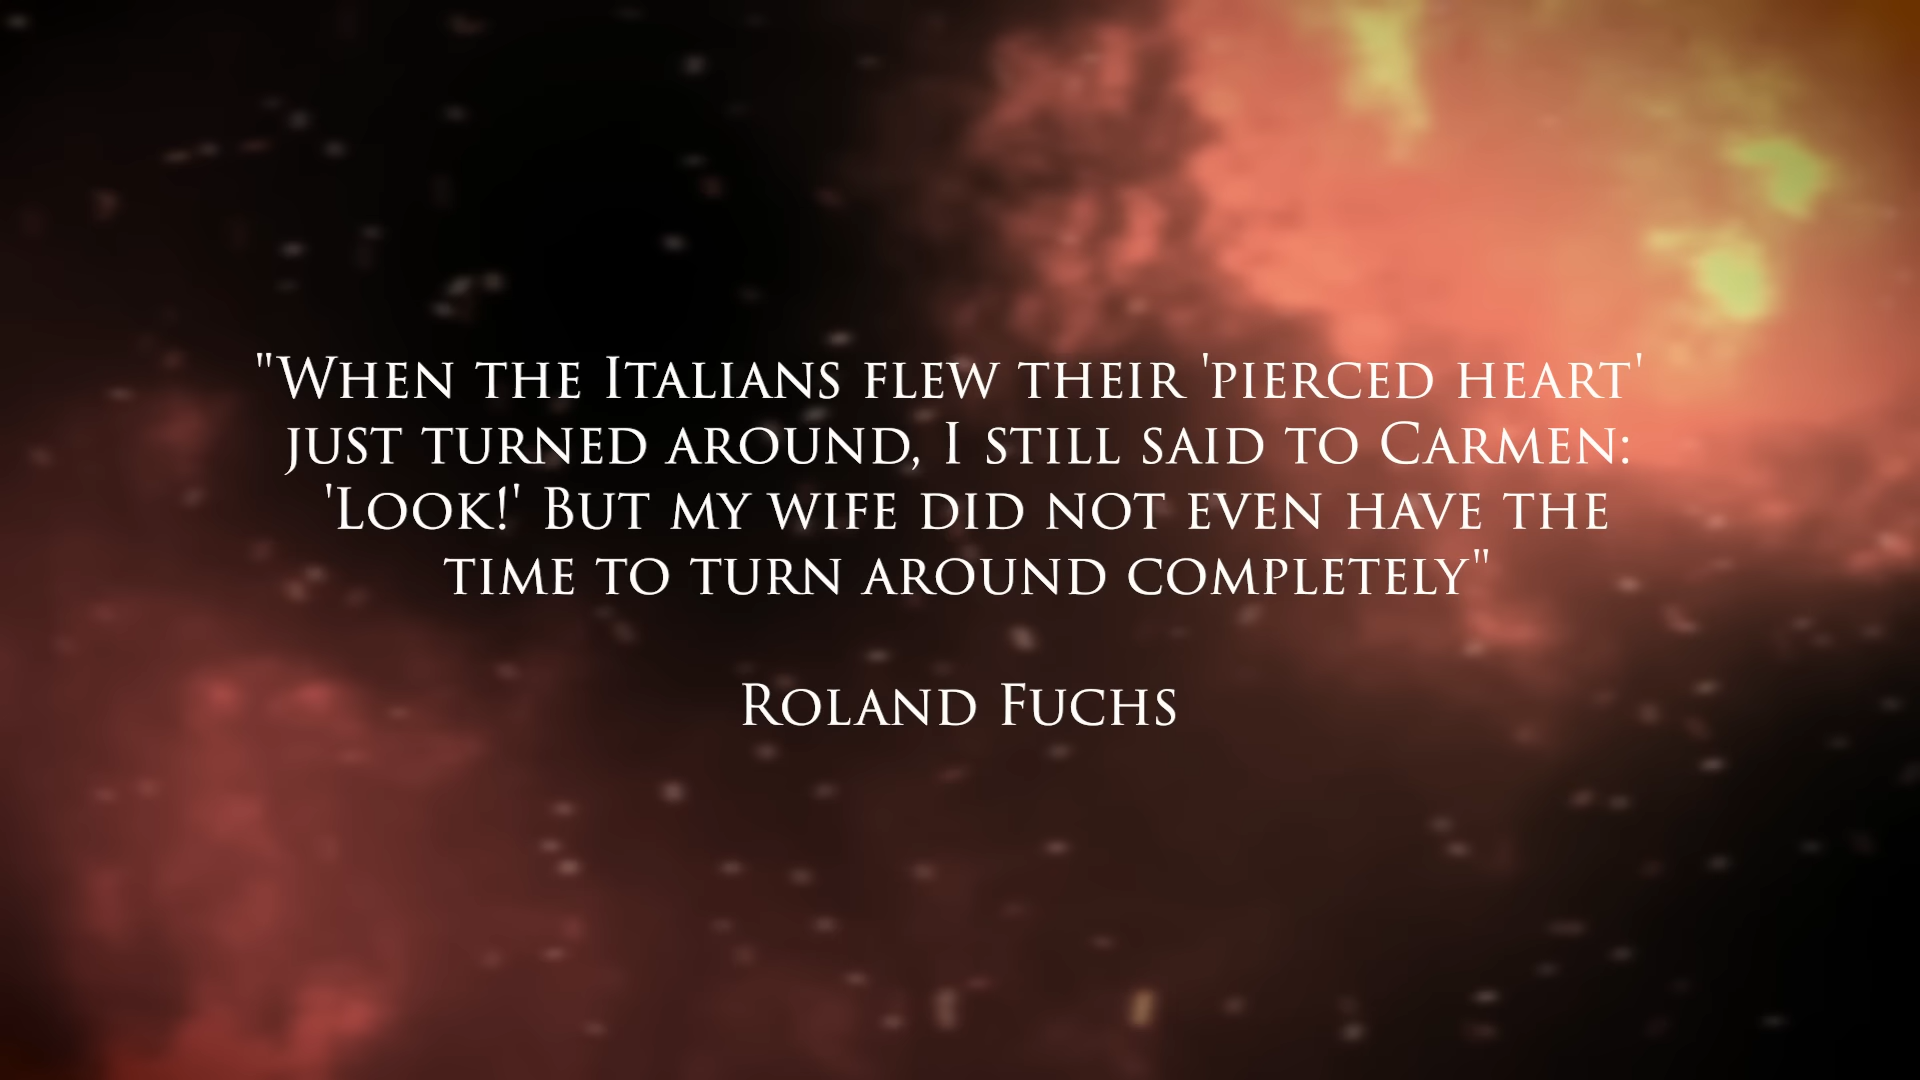 "When the Italians flew their 'pierced heart'
just turned around, I still said to Carmen:
'Look!' But my wife did not even have the
time to turn around completely"
Roland Fuchs